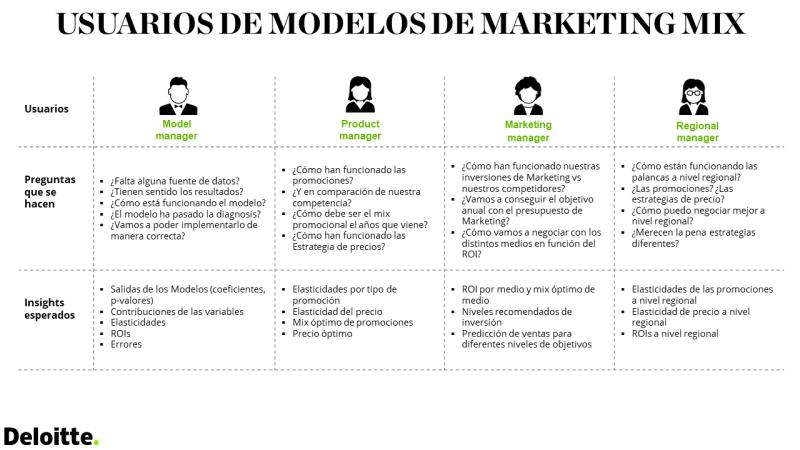 USUARIOS DE MODELOS DE MARKETING MIX
Usuarios
Model
manager
Product
manager
Marketing
manager
Regional
manager
Preguntas
que se
hacen
▪ ¿Falta alguna fuente de datos?
▪ ¿Tienen sentido los resultados?
▪ ¿Cómo está funcionando el modelo?
▪ ¿El modelo ha pasado la diagnosis?
▪ ¿Vamos a poder implementarlo de
manera correcta?
▪ ¿Cómo han funcionado las
promociones?
▪ ¿Y en comparación de nuestra
competencia?
▪ ¿Cómo debe ser el mix
promocional el años que viene?
▪ ¿Cómo han funcionado las
Estrategia de precios?
▪ ¿Cómo han funcionado nuestras
inversiones de Marketing vs
nuestros competidores?
▪ ¿Vamos a conseguir el objetivo
anual con el presupuesto de
Marketing?
▪ ¿Cómo vamos a negociar con los
distintos medios en función del
ROI?
▪ ¿Cómo están funcionando las
palancas a nivel regional?
▪ ¿Las promociones? ¿Las
estrategias de precio?
▪ ¿Cómo puedo negociar mejor a
nivel regional?
▪ ¿Merecen la pena estrategias
diferentes?
Insights
esperados
▪ Salidas de los Modelos (coeficientes,
p-valores)
▪ Contribuciones de las variables
▪ Elasticidades
▪ ROIs
▪ Errores
▪ Elasticidades por tipo de
promoción
▪ Elasticidad del precio
▪ Mix óptimo de promociones
▪ Precio óptimo
▪ ROI por medio y mix óptimo de
medio
▪ Niveles recomendados de
inversión
▪ Predicción de ventas para
diferentes niveles de objetivos
▪ Elasticidades de las promociones
a nivel regional
▪ Elasticidad de precio a nivel
regional
▪ ROIs a nivel regional
Deloitte.